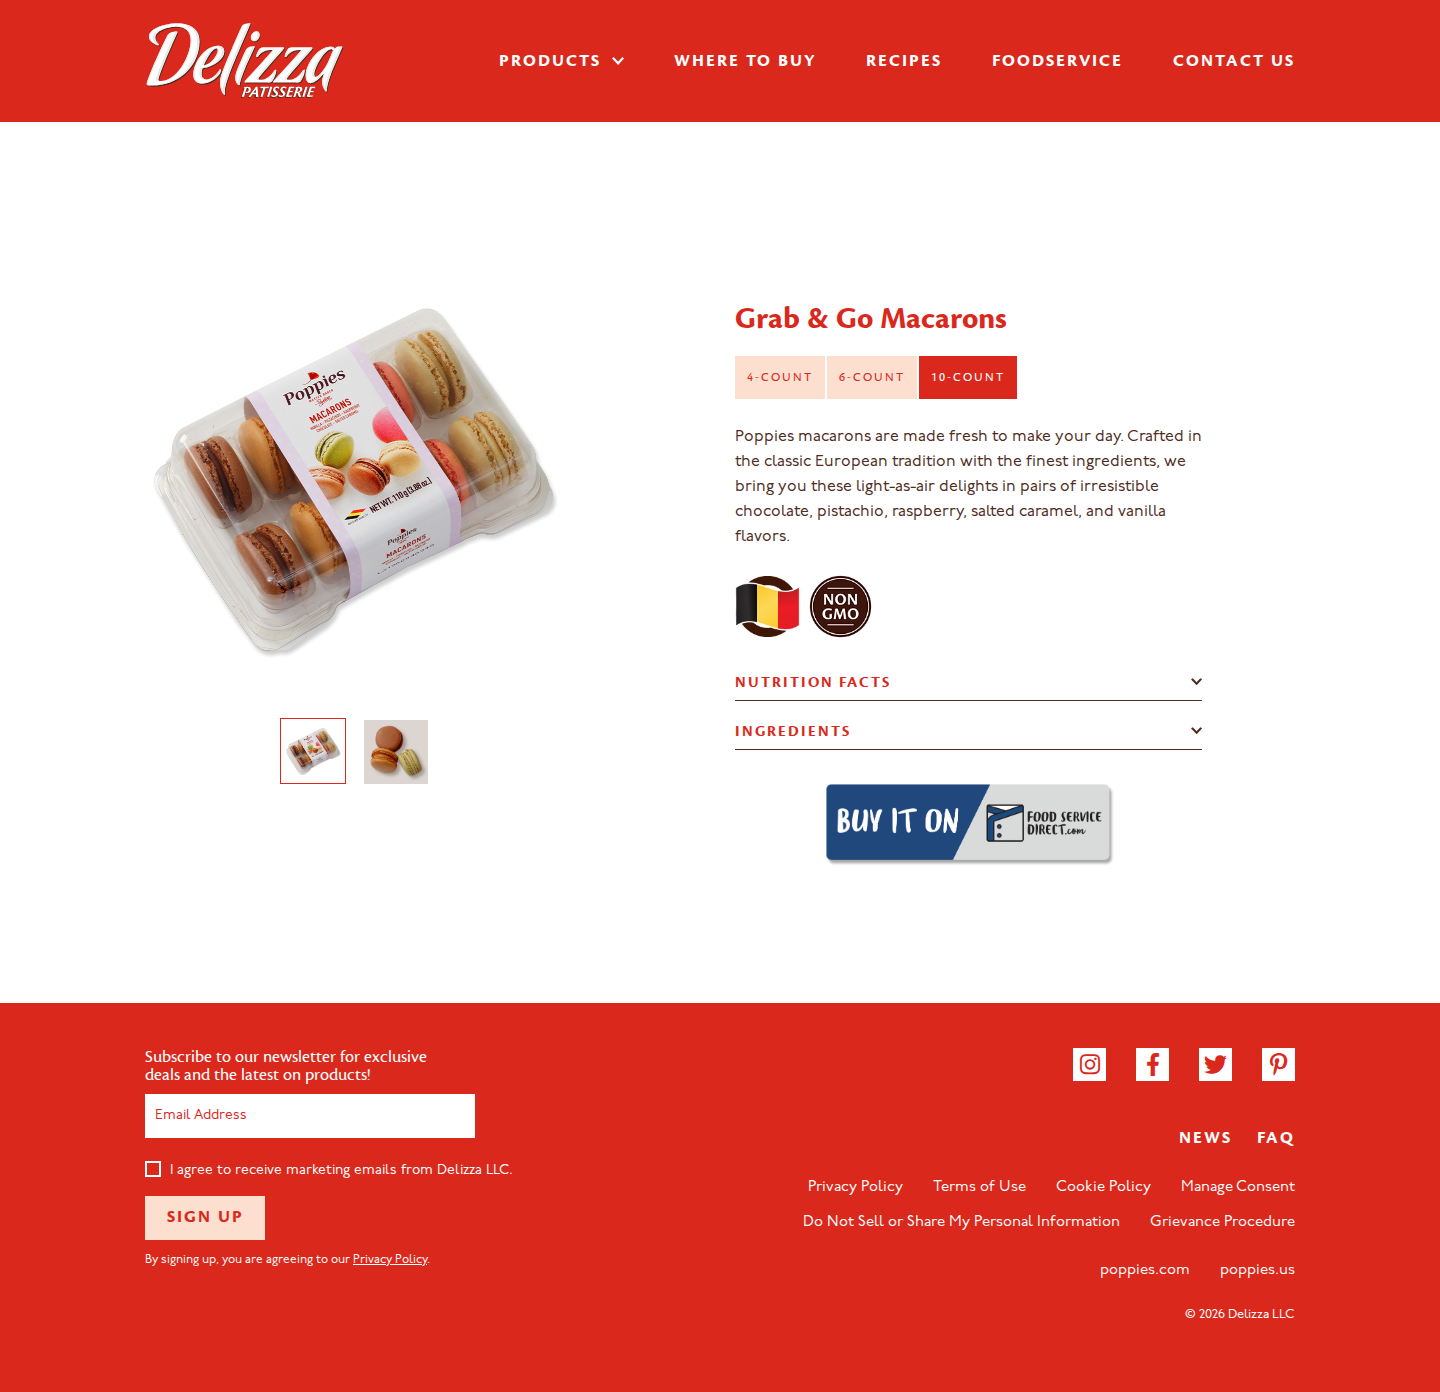 Delizza
PATISSERIE
PRODUCTS
WHERE TO BUY
RECIPES
FOODSERVICE
CONTACT US
Poppies
MACARONS
NET WT. 110 g (3.88 oz.)
Poppies
MACARONS
Grab & Go Macarons
4-COUNT
6-COUNT
10-COUNT
Poppies macarons are made fresh to make your day. Crafted in
the classic European tradition with the finest ingredients, we
bring you these light-as-air delights in pairs of irresistible
chocolate, pistachio, raspberry, salted caramel, and vanilla
flavors.
NON
GMO
NUTRITION FACTS
INGREDIENTS
BUY IT ON
FOOD SERVICE
DIRECT.com
Subscribe to our newsletter for exclusive
deals and the latest on products!
Email Address
I agree to receive marketing emails from Delizza LLC.
SIGN UP
By signing up, you are agreeing to our Privacy Policy.
NEWS
FAQ
Privacy Policy
Terms of Use
Cookie Policy
Manage Consent
Do Not Sell or Share My Personal Information
Grievance Procedure
poppies.com
poppies.us
© 2026 Delizza LLC